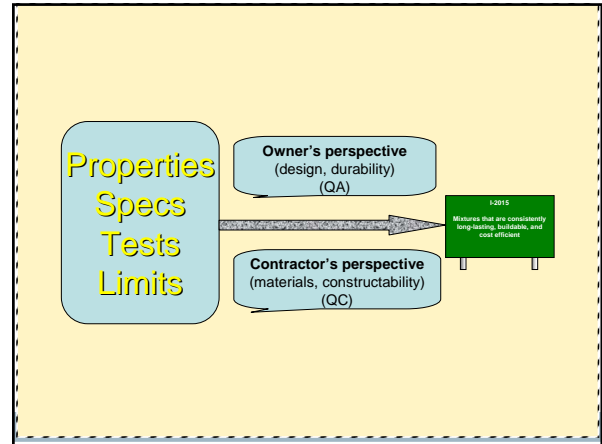 Properties
Specs
Tests
Limits
Owner's perspective
(design, durability)
(QA)
Contractor's perspective
(materials, constructability)
(QC)
I-2015
Mixtures that are consistently
long-lasting, buildable, and
cost efficient